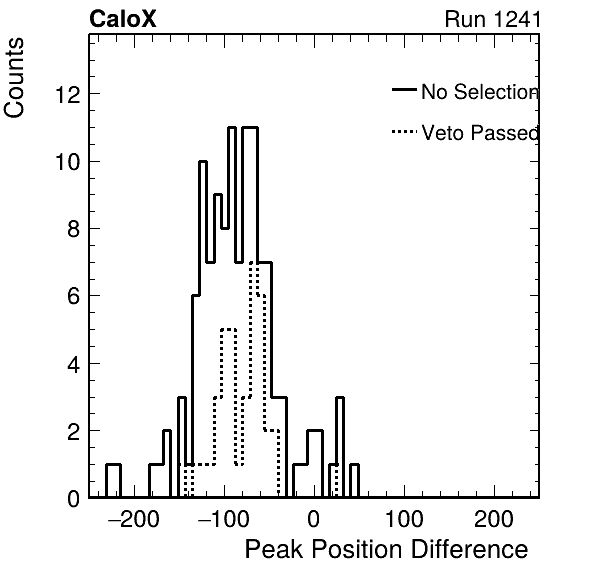 CaloX Run 1241
Counts
No Selection
Veto Passed
12
10
8
6
4
2
0
−200 −100 0 100 200
Peak Position Difference